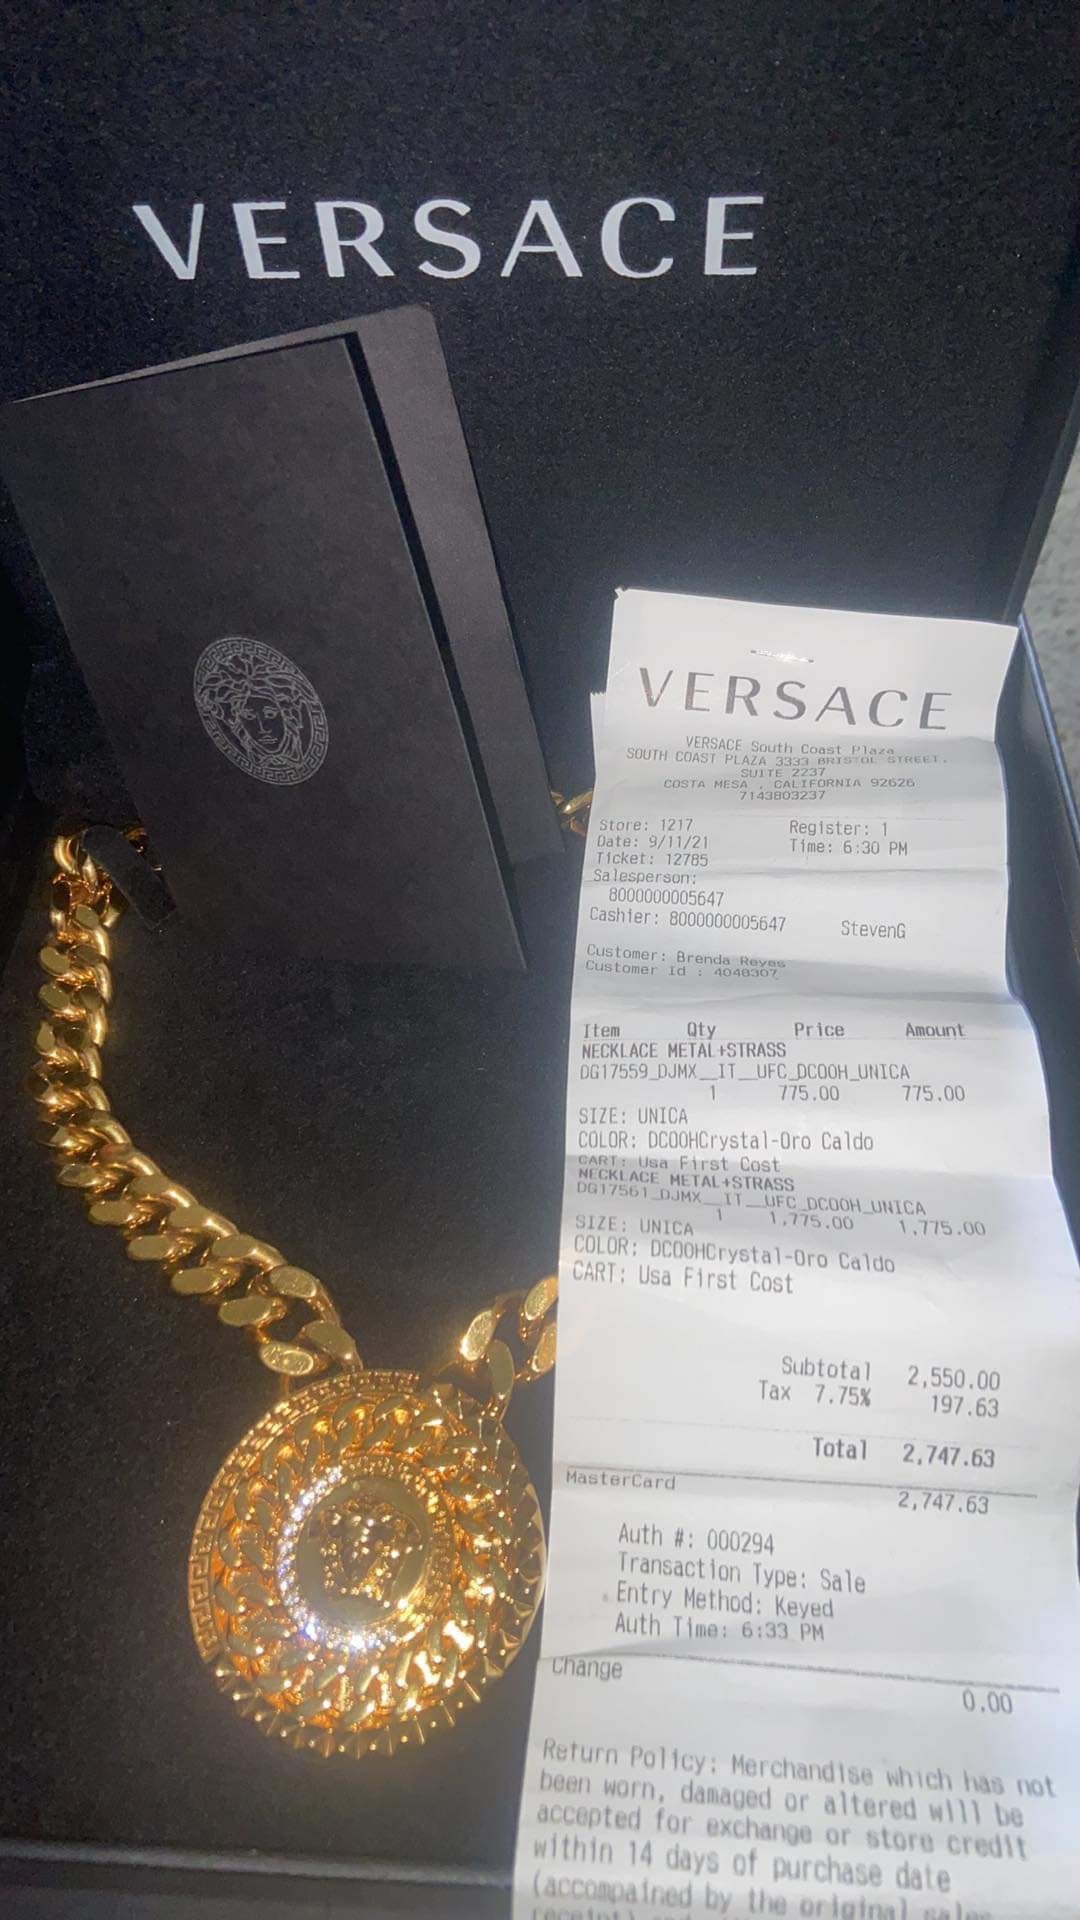 VERSACE
VERSACE
VERSACE South Coast Plaza
SOUTH COAST PLAZA 3333 BRISTOL STREET.
SUITE 2237
COSTA MESA , CALIFORNIA 92626
7143803237
Store: 1217 Register: 1
Date: 9/11/21 Time: 6:30 PM
Ticket: 12785
Salesperson:
8000000005647
Cashier: 8000000005647 StevenG
Customer: Brenda Reyes
Customer Id : 4048307
Item Qty Price Amount
NECKLACE METAL+STRASS
DG17559_DJMX__IT__UFC_DCOOH_UNICA
1 775.00 775.00
SIZE: UNICA
COLOR: DCOOHCrystal-Oro Caldo
CART: Usa First Cost
NECKLACE METAL+STRASS
DG17561_DJMX__IT__UFC_DCOOH_UNICA
1 1,775.00 1,775.00
SIZE: UNICA
COLOR: DCOOHCrystal-Oro Caldo
CART: Usa First Cost
Subtotal 2,550.00
Tax 7.75% 197.63
Total 2,747.63
MasterCard
2,747.63
Auth #: 000294
Transaction Type: Sale
Entry Method: Keyed
Auth Time: 6:33 PM
Change
0.00
Return Policy: Merchandise which has not
been worn, damaged or altered will be
accepted for exchange or store credit
within 14 days of purchase date
(accompained by the original sales